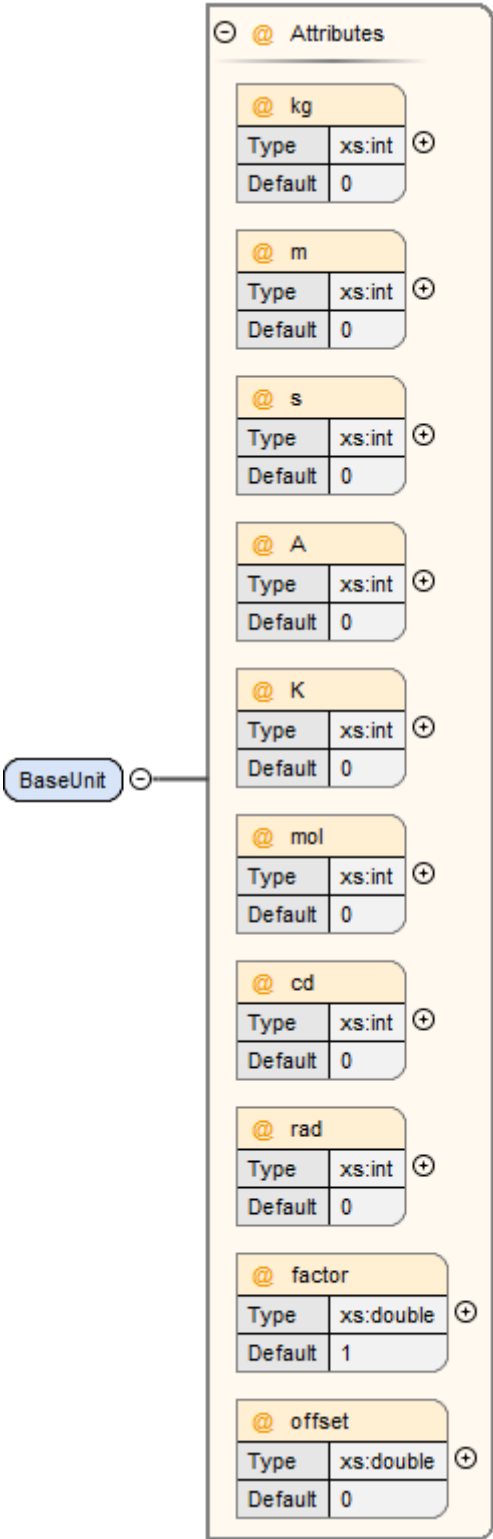 @ Attributes
@ kg
Type xs:int
Default 0
@ m
Type xs:int
Default 0
@ s
Type xs:int
Default 0
@ A
Type xs:int
Default 0
@ K
Type xs:int
Default 0
BaseUnit
@ mol
Type xs:int
Default 0
@ cd
Type xs:int
Default 0
@ rad
Type xs:int
Default 0
@ factor
Type xs:double
Default 1
@ offset
Type xs:double
Default 0